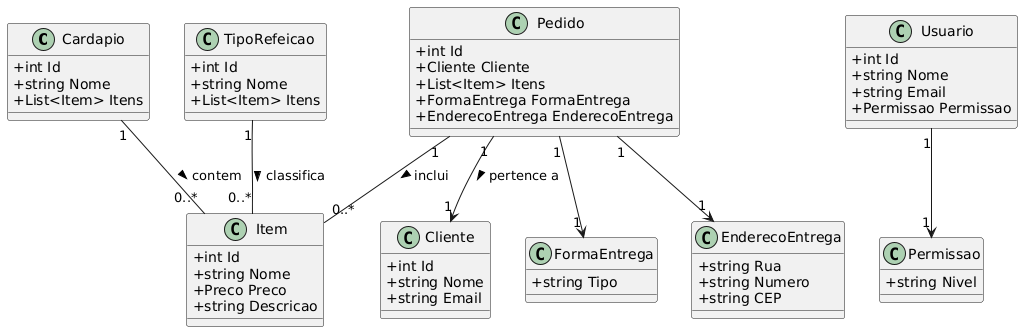 C Cardapio
+int Id
+string Nome
+List<Item> Itens
C TipoRefeicao
+int Id
+string Nome
+List<Item> Itens
C Pedido
+int Id
+Cliente Cliente
+List<Item> Itens
+FormaEntrega FormaEntrega
+EnderecoEntrega EnderecoEntrega
C Usuario
+int Id
+string Nome
+string Email
+Permissao Permissao
1
contem
0..*
1
classifica
0..*
1
inclui
0..*
1
pertence a
1
1
1
1
1
1
1
C Item
+int Id
+string Nome
+Preco Preco
+string Descricao
C Cliente
+int Id
+string Nome
+string Email
C FormaEntrega
+string Tipo
C EnderecoEntrega
+string Rua
+string Numero
+string CEP
C Permissao
+string Nivel